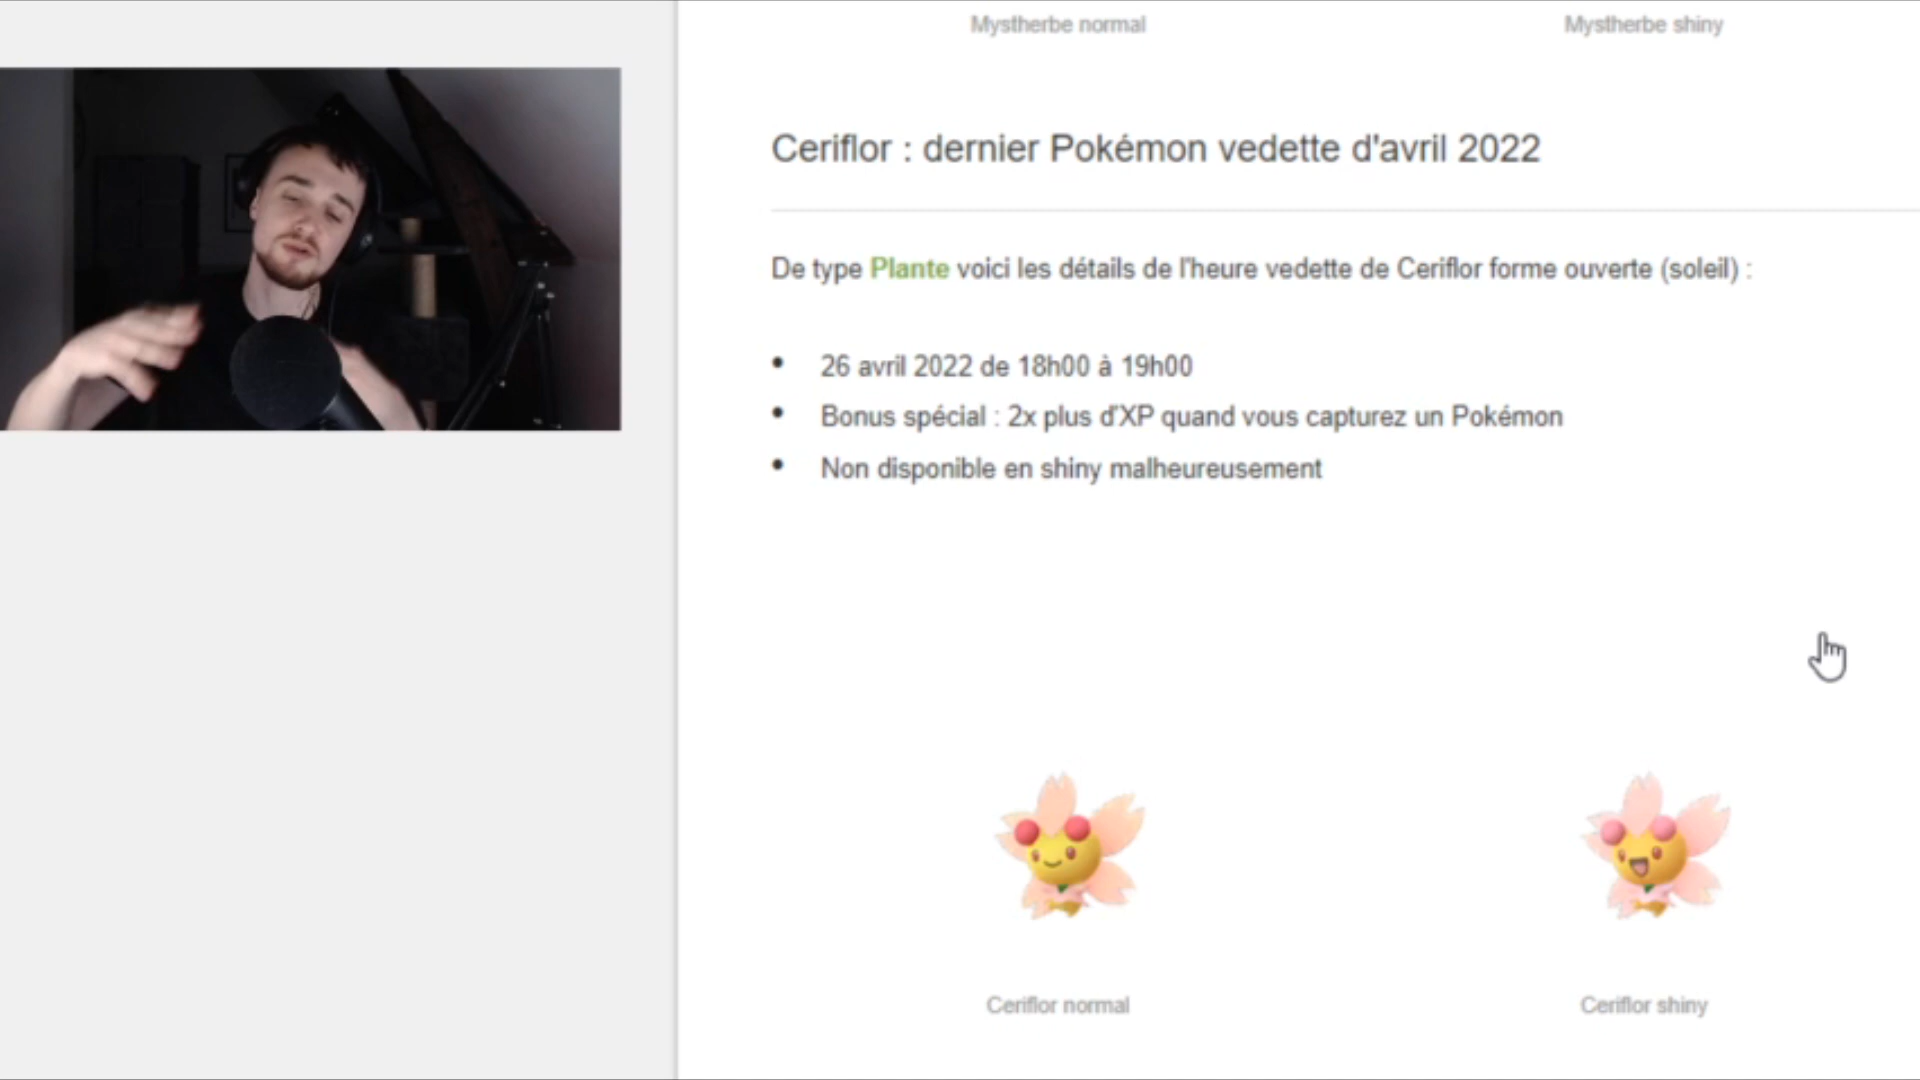 Mystherbe normal Mystherbe shiny
Ceriflor : dernier Pokémon vedette d'avril 2022
De type Plante voici les détails de l'heure vedette de Ceriflor forme ouverte (soleil) :
• 26 avril 2022 de 18h00 à 19h00
• Bonus spécial : 2x plus d'XP quand vous capturez un Pokémon
• Non disponible en shiny malheureusement
Ceriflor normal Ceriflor shiny